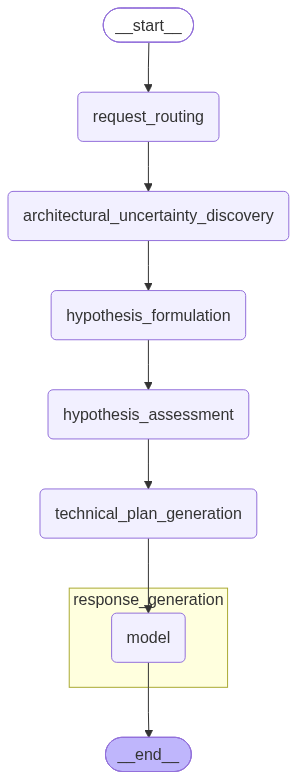 __start__
request_routing
architectural_uncertainty_discovery
hypothesis_formulation
hypothesis_assessment
technical_plan_generation
response_generation
model
__end__